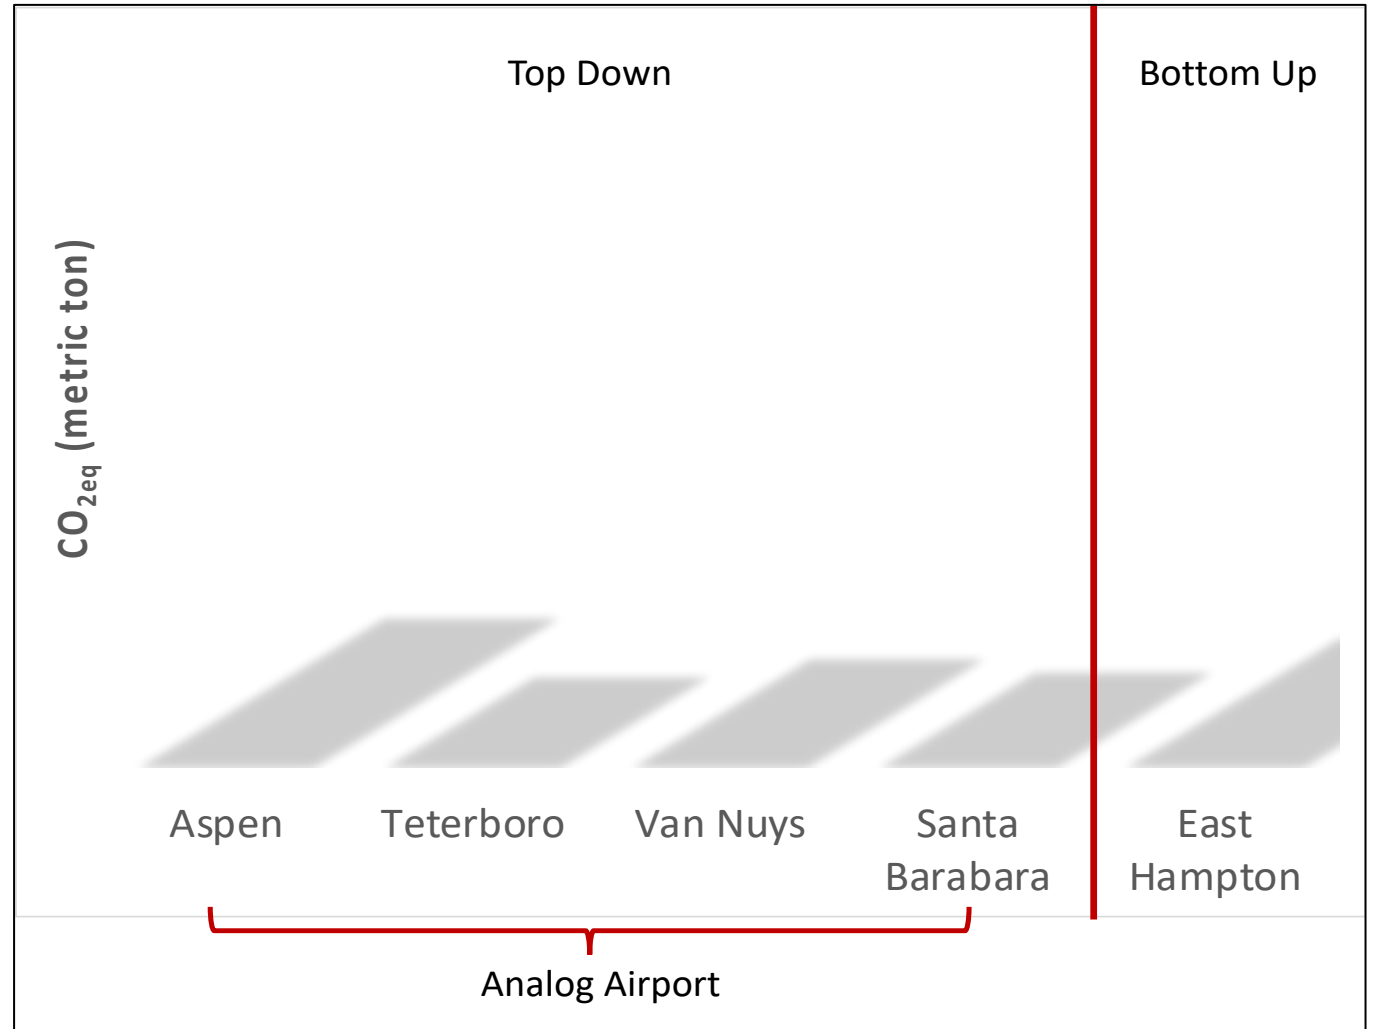 Top Down
Bottom Up
CO₂eq (metric ton)
Aspen
Teterboro
Van Nuys
Santa
Barabara
East
Hampton
Analog Airport